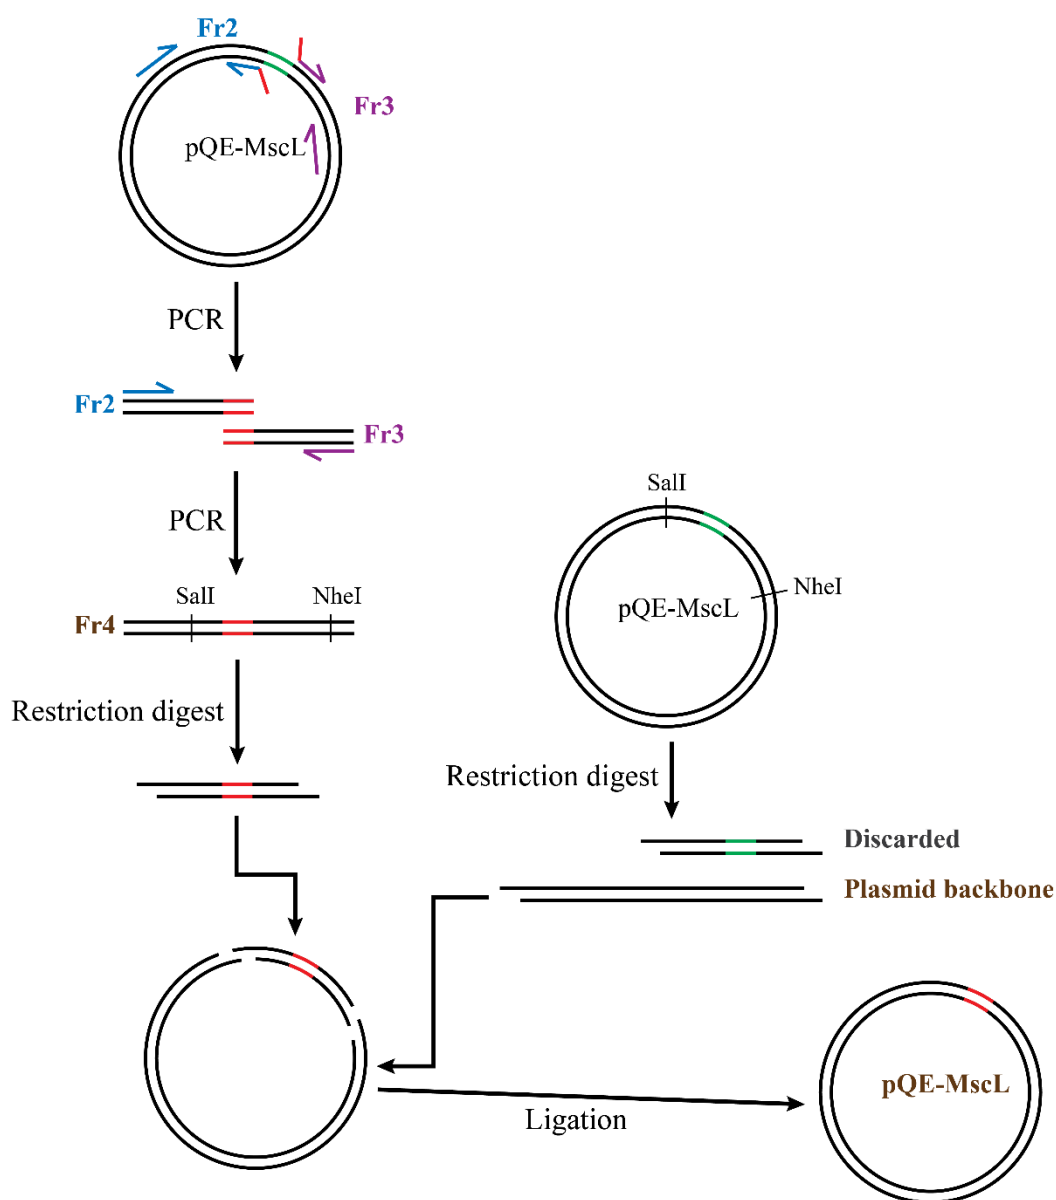 Fr2
Fr3
pQE-MscL
PCR
Fr2
Fr3
PCR
SalI
NheI
Fr4
Restriction digest
SalI
NheI
pQE-MscL
Restriction digest
Discarded
Plasmid backbone
Ligation
pQE-MscL